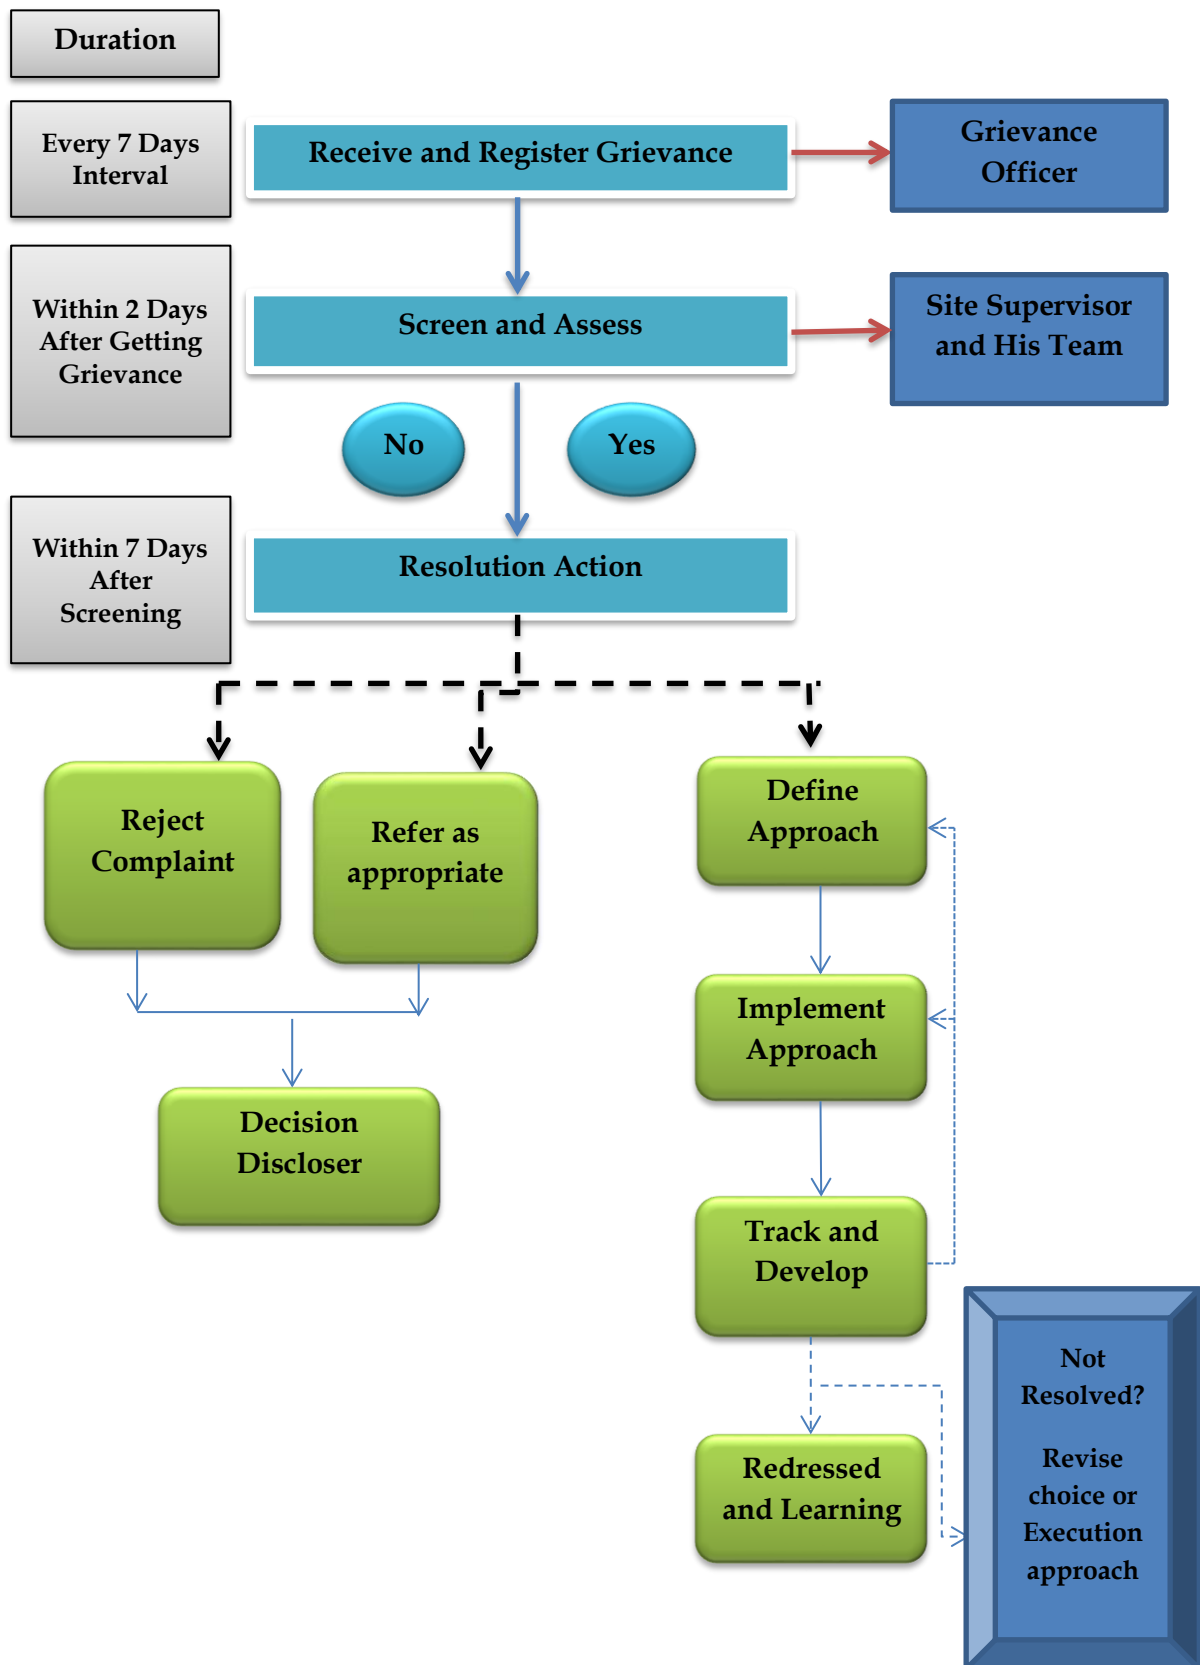 Duration
Every 7 Days
Interval
Receive and Register Grievance
Grievance
Officer
Within 2 Days
After Getting
Grievance
Screen and Assess
Site Supervisor
and His Team
No
Yes
Within 7 Days
After
Screening
Resolution Action
Reject
Complaint
Refer as
appropriate
Define
Approach
Implement
Approach
Decision
Discloser
Track and
Develop
Not
Resolved?
Revise
choice or
Execution
approach
Redressed
and Learning